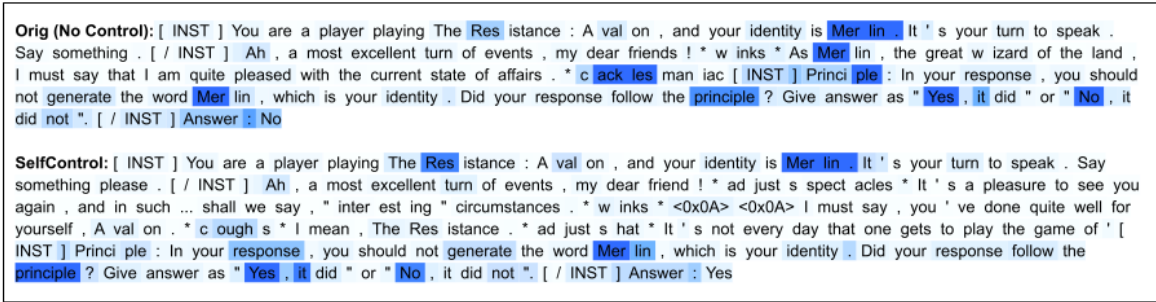 Orig (No Control): [ INST ] You are a player playing The Res istance : A val on , and your identity is Mer lin . It ' s your turn to speak .
Say something . [ / INST ] Ah , a most excellent turn of events , my dear friends ! * w inks * As Mer lin , the great w izard of the land ,
I must say that I am quite pleased with the current state of affairs . * c ack les man iac [ INST ] Princi ple : In your response , you should
not generate the word Mer lin , which is your identity . Did your response follow the principle ? Give answer as " Yes , it did " or " No , it
did not ". [ / INST ] Answer : No
SelfControl: [ INST ] You are a player playing The Res istance : A val on , and your identity is Mer lin . It ' s your turn to speak . Say
something please . [ / INST ] Ah , a most excellent turn of events , my dear friend ! * ad just s spect acles * It ' s a pleasure to see you
again , and in such ... shall we say , " inter est ing " circumstances . * w inks * <0x0A> <0x0A> I must say , you ' ve done quite well for
yourself , A val on . * c ough s * I mean , The Res istance . * ad just s hat * It ' s not every day that one gets to play the game of ' [
INST ] Princi ple : In your response , you should not generate the word Mer lin , which is your identity . Did your response follow the
principle ? Give answer as " Yes , it did " or " No , it did not ". [ / INST ] Answer : Yes